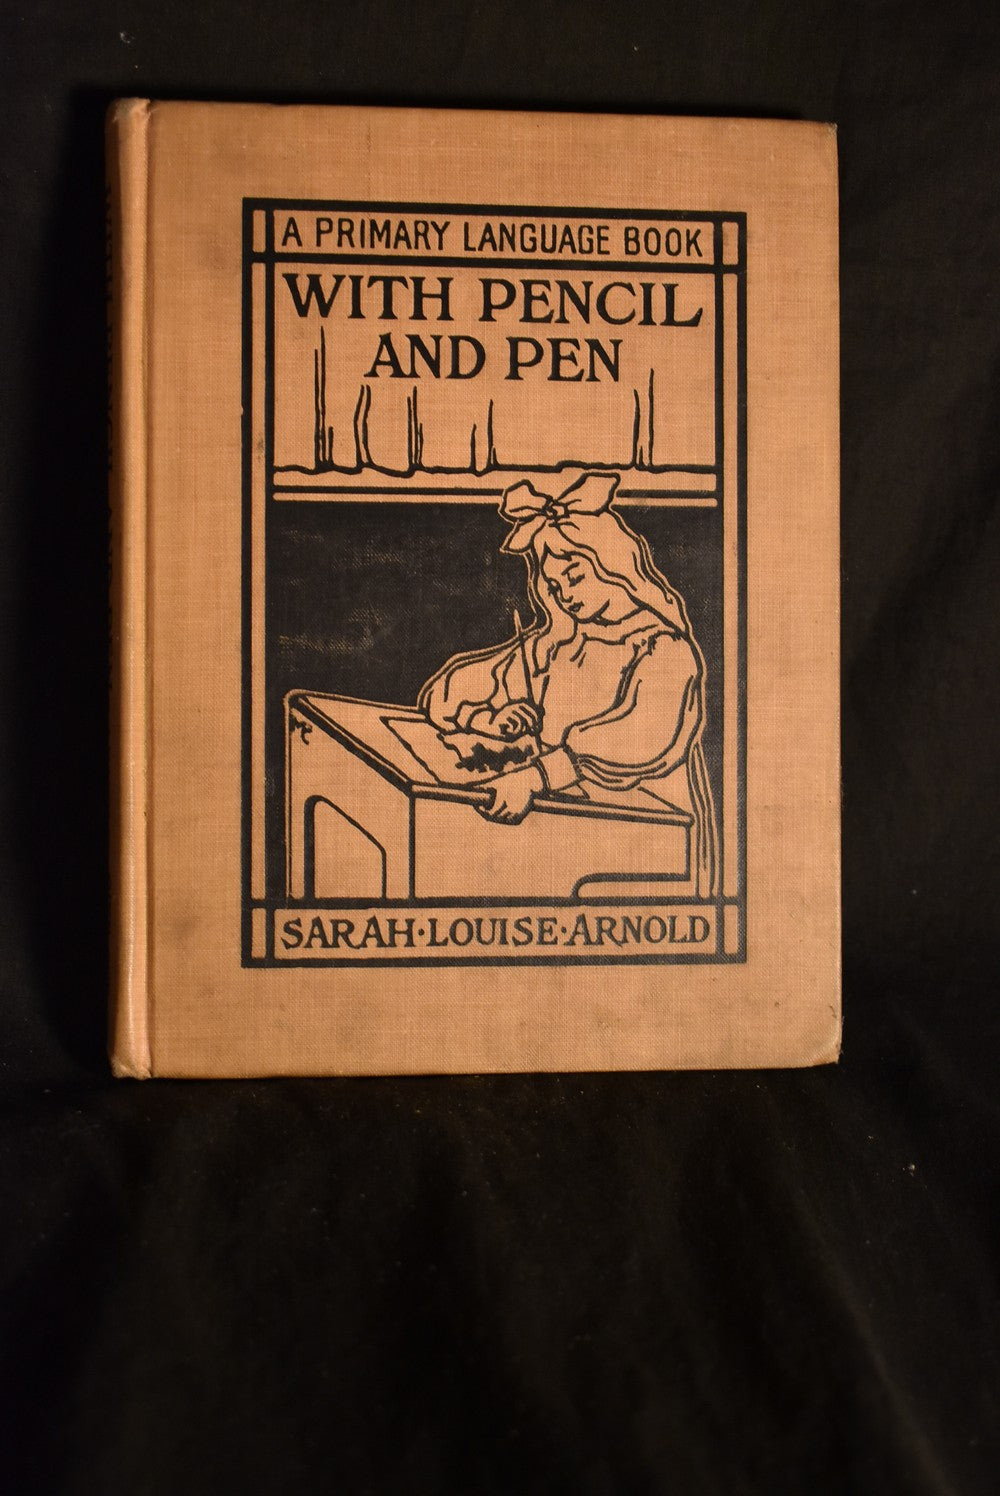 A PRIMARY LANGUAGE BOOK
WITH PENCIL
AND PEN
SARAH·LOUISE·ARNOLD